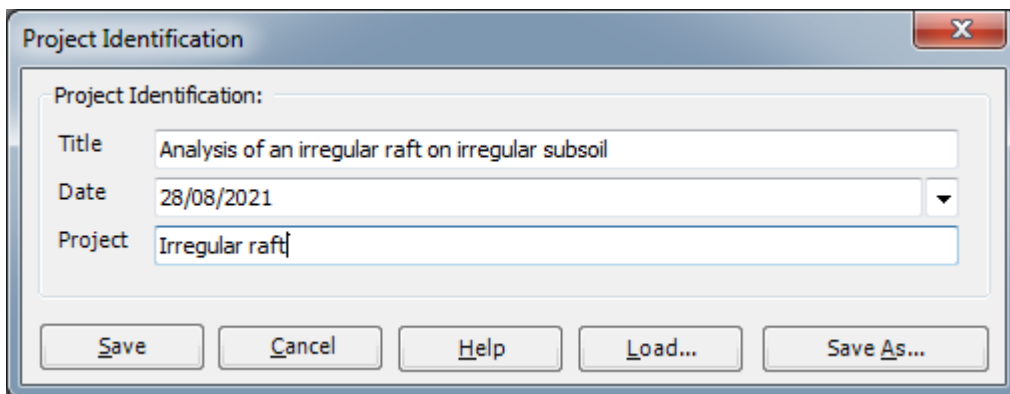 Project Identification
Project Identification:
Title Analysis of an irregular raft on irregular subsoil
Date 28/08/2021
Project Irregular raft
Save Cancel Help Load... Save As...